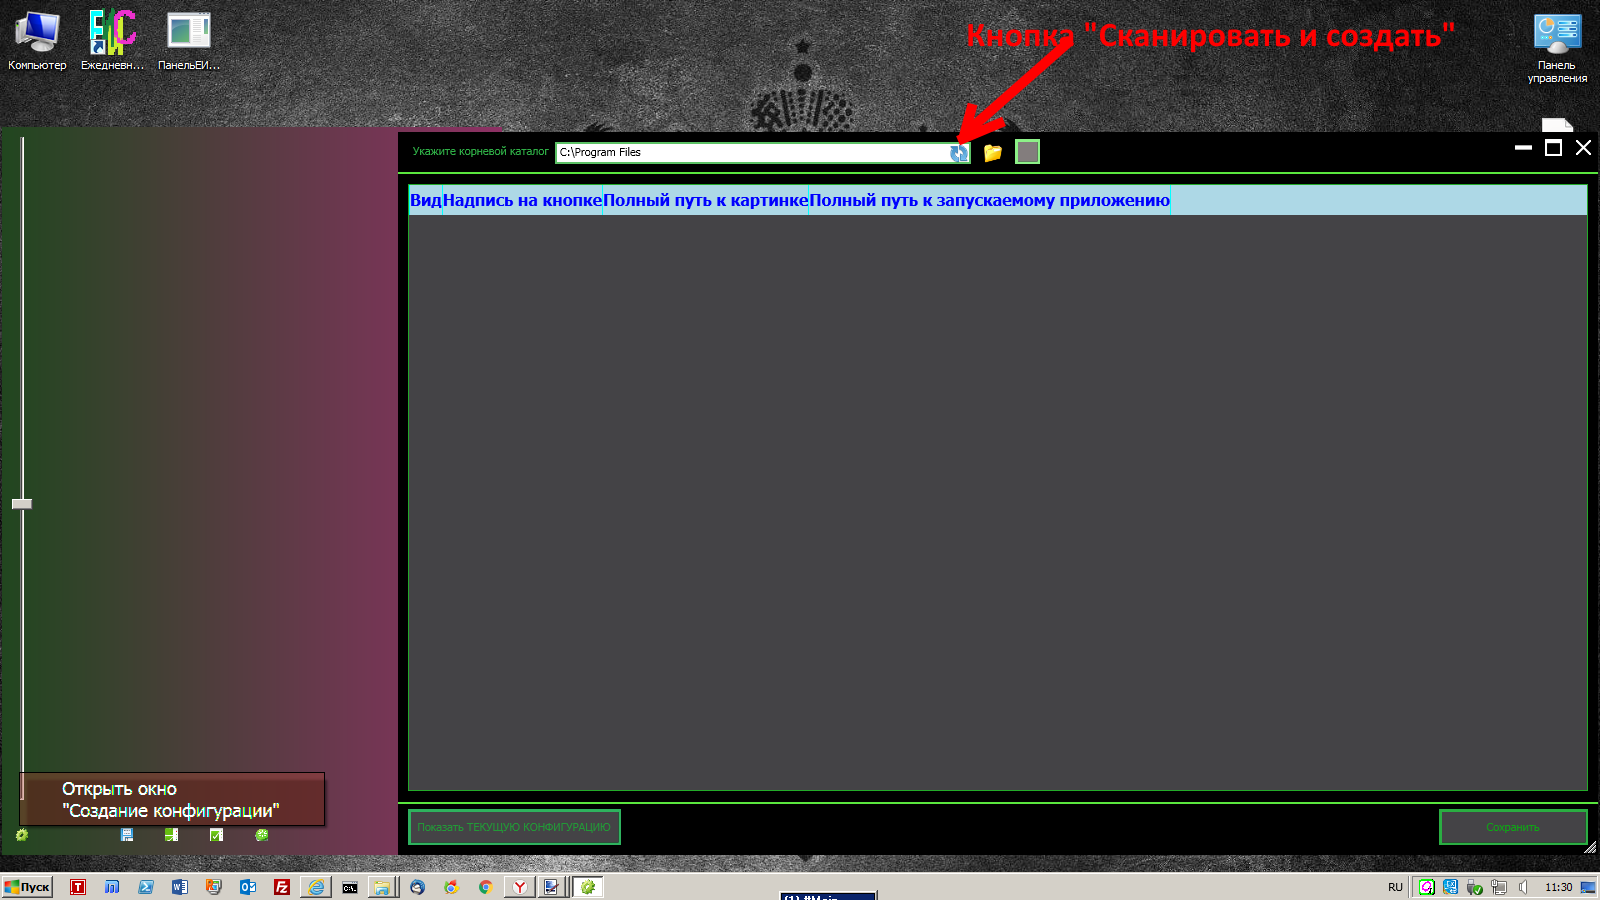 Кнопка "Сканировать и создать"
Компьютер
Ежедневн...
ПанельЕИ...
Панель
управления
Укажите корневой каталог
C:\Program Files
Вид
Надпись на кнопке
Полный путь к картинке
Полный путь к запускаемому приложению
Открыть окно
"Создание конфигурации"
Показать ТЕКУЩУЮ КОНФИГУРАЦИЮ
Сохранить
Пуск
RU
11:30